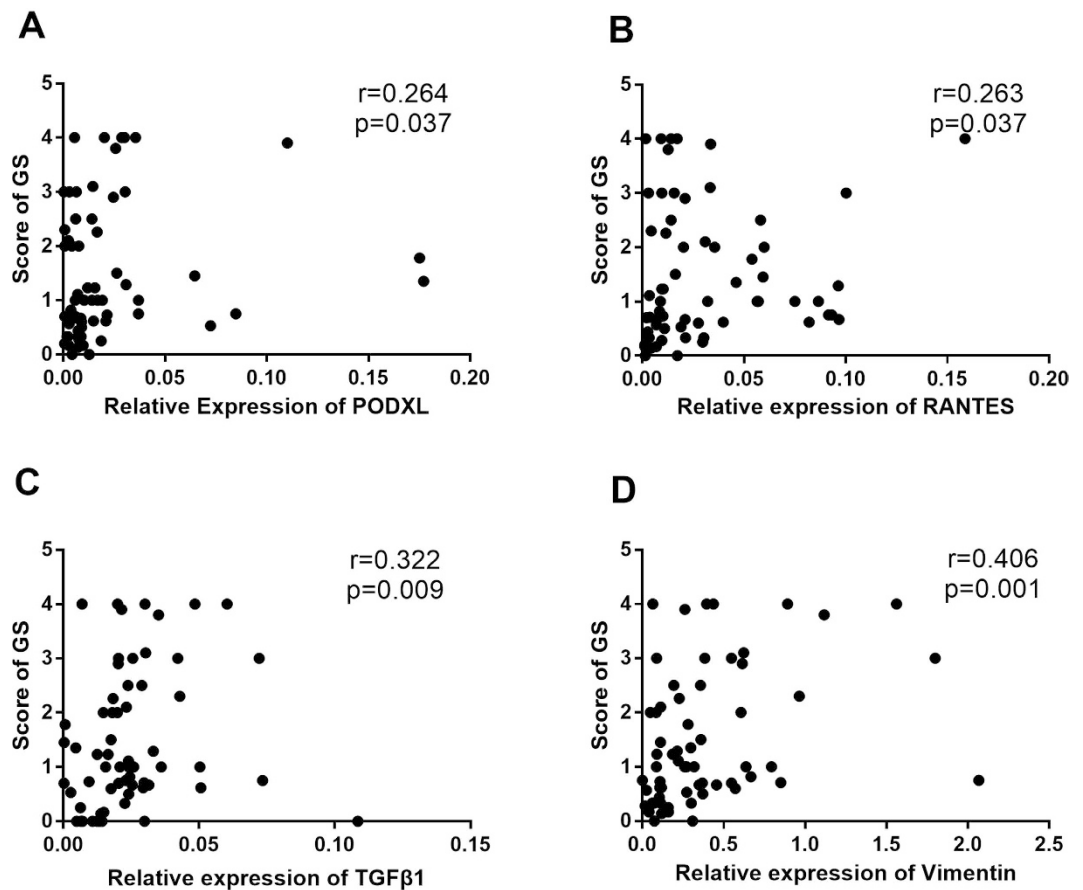 A
r=0.264
p=0.037
Score of GS
5
4
3
2
1
0
0.00 0.05 0.10 0.15 0.20
Relative Expression of PODXL
B
r=0.263
p=0.037
Score of GS
5
4
3
2
1
0
0.00 0.05 0.10 0.15 0.20
Relative expression of RANTES
C
r=0.322
p=0.009
Score of GS
5
4
3
2
1
0
0.00 0.05 0.10 0.15
Relative expression of TGFβ1
D
r=0.406
p=0.001
Score of GS
5
4
3
2
1
0
0.0 0.5 1.0 1.5 2.0 2.5
Relative expression of Vimentin